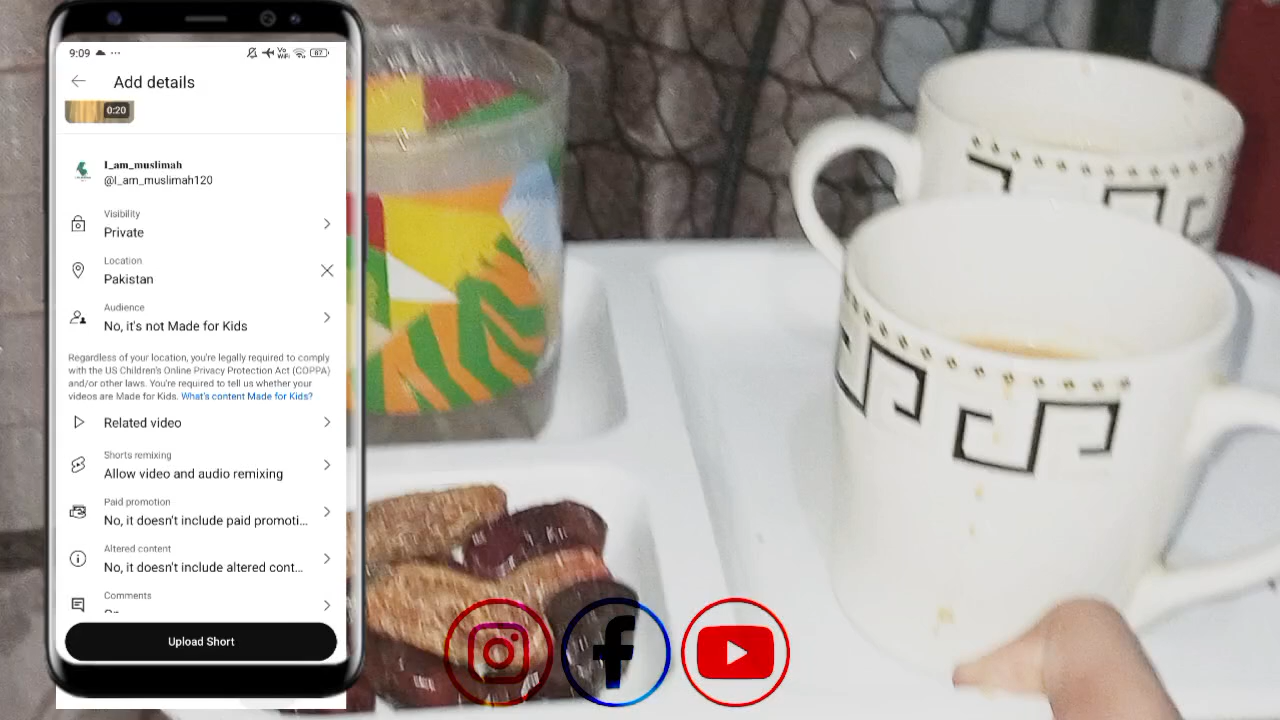 9:09
Vo
WiFi
87
Add details
0:20
I_am_muslimah
@I_am_muslimah120
Visibility
Private
Location
Pakistan
Audience
No, it's not Made for Kids
Regardless of your location, you're legally required to comply
with the US Children's Online Privacy Protection Act (COPPA)
and/or other laws. You're required to tell us whether your
videos are Made for Kids. What's content Made for Kids?
Related video
Shorts remixing
Allow video and audio remixing
Paid promotion
No, it doesn't include paid promoti...
Altered content
No, it doesn't include altered cont...
Comments
Upload Short